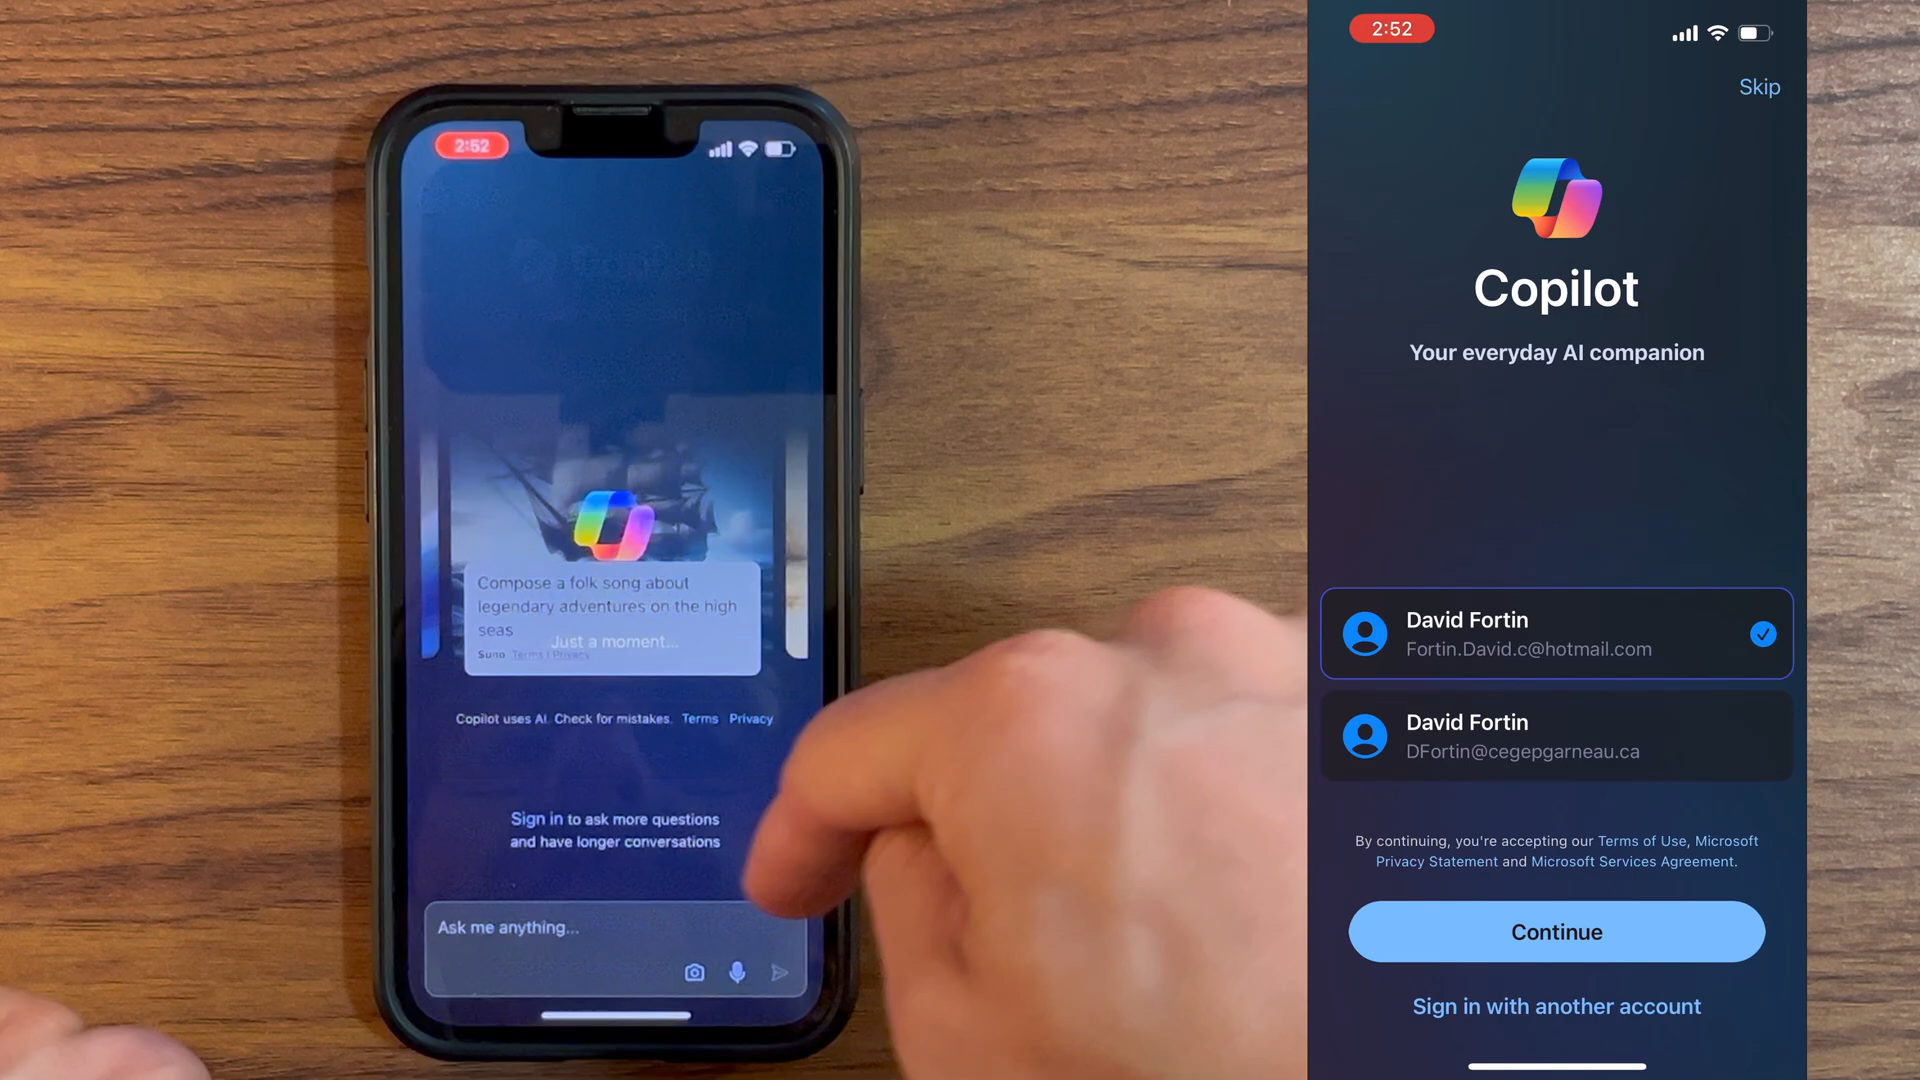 2:52
Compose a folk song about
legendary adventures on the high
seas
Just a moment...
Suno Terms | Privacy
Copilot uses AI. Check for mistakes. Terms Privacy
Sign in to ask more questions
and have longer conversations
Ask me anything...
2:52
Skip
Copilot
Your everyday AI companion
David Fortin
Fortin.David.c@hotmail.com
David Fortin
DFortin@cegepgarneau.ca
By continuing, you're accepting our Terms of Use, Microsoft
Privacy Statement and Microsoft Services Agreement.
Continue
Sign in with another account